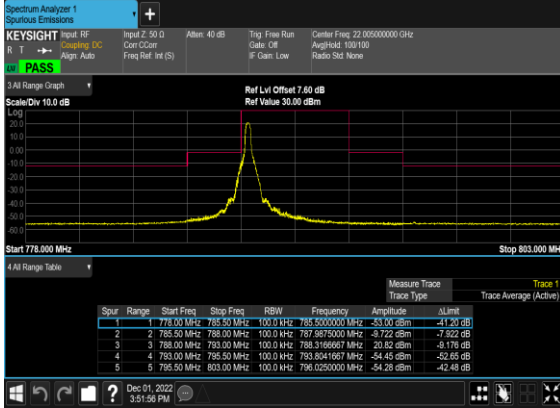 Spectrum Analyzer 1
Spurious Emissions
+
KEYSIGHT Input: RF Input Z: 50 Ω Atten: 40 dB Trig: Free Run Center Freq: 22.005000000 GHz
R T Coupling: DC Corr CCorr Gate: Off Avg|Hold: 100/100
Align: Auto Freq Ref: Int (S) IF Gain: Low Radio Std: None
LXI PASS
3 All Range Graph
Ref Lvl Offset 7.60 dB
Scale/Div 10.0 dB Ref Value 30.00 dBm
Log
20.0
10.0
0.00
-10.0
-20.0
-30.0
-40.0
-50.0
-60.0
Start 778.000 MHz Stop 803.000 MH
4 All Range Table
Measure Trace Trace 1
Trace Type Trace Average (Active)
Spur Range Start Freq Stop Freq RBW Frequency Amplitude ΔLimit
1 1 778.00 MHz 785.50 MHz 100.0 kHz 785.5000000 MHz -53.00 dBm -41.20 dB
2 2 785.50 MHz 788.00 MHz 100.0 kHz 787.9875000 MHz -9.722 dBm -7.922 dB
3 3 788.00 MHz 793.00 MHz 100.0 kHz 788.3166667 MHz 20.82 dBm -9.176 dB
4 4 793.00 MHz 795.50 MHz 100.0 kHz 793.8041667 MHz -54.45 dBm -52.65 dB
5 5 795.50 MHz 803.00 MHz 100.0 kHz 796.0250000 MHz -54.28 dBm -42.48 dB
? Dec 01, 2022
3:51:56 PM